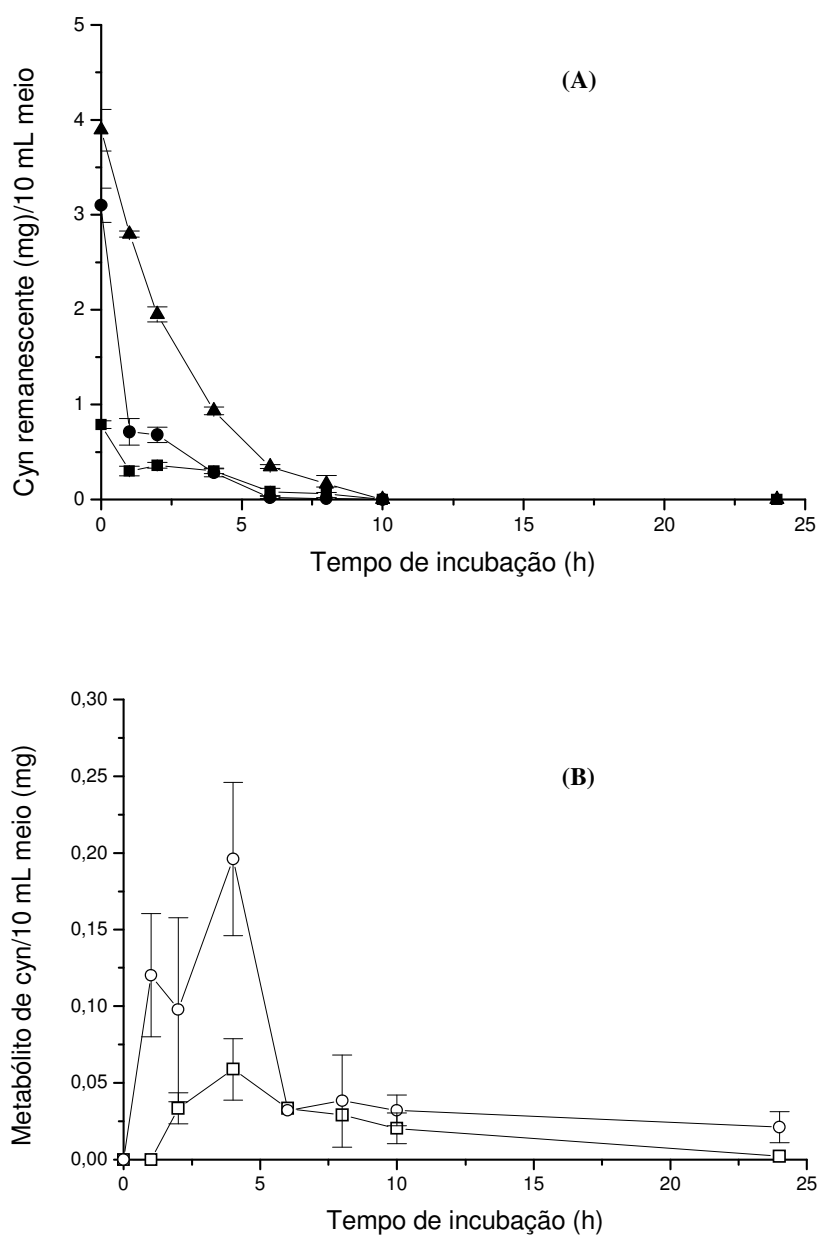 5
(A)
4
3
2
1
0
Cyn remanescente (mg)/10 mL meio
0 5 10 15 20 25
Tempo de incubação (h)
0,30
(B)
0,25
0,20
0,15
0,10
0,05
0,00
Metabólito de cyn/10 mL meio (mg)
0 5 10 15 20 25
Tempo de incubação (h)